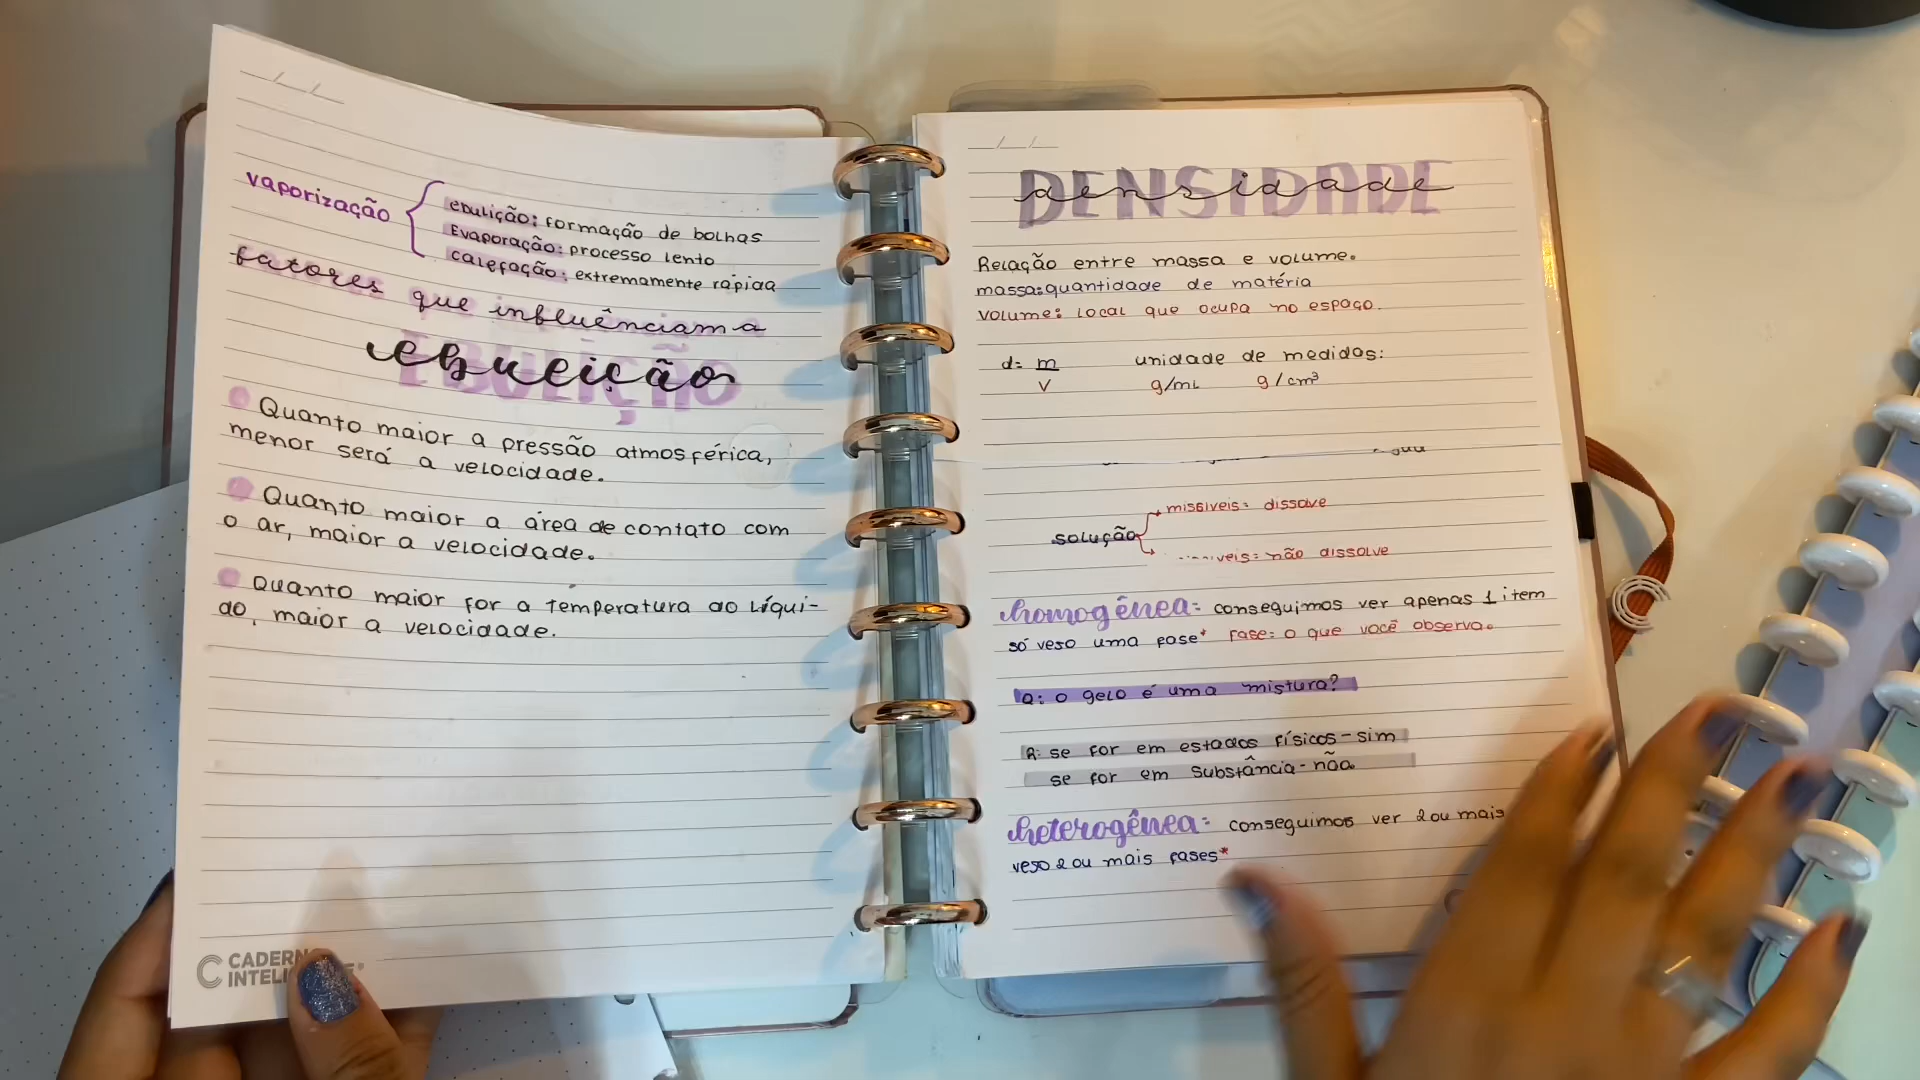 vaporização
ebulição: formação de bolhas
Evaporação: processo lento
calefação: extremamente rápida
fatores que influênciam a
EBULIÇÃO
ebulição
Quanto maior a pressão atmosférica,
menor será a velocidade.
Quanto maior a área de contato com
o ar, maior a velocidade.
Quanto maior for a temperatura do líqui-
do, maior a velocidade.
CADERNO
INTELI
DENSIDADE
densidade
Relação entre massa e volume.
massa: quantidade de matéria
volume: local que ocupa no espaço.
d= m unidade de medidas:
v g/mL g/cm³
missiveis: dissolve
solução
não dissolve
homogênea: conseguimos ver apenas 1 item
só vejo uma fase* fase: o que você observa.
Q: o gelo é uma mistura?
R: se for em estados físicos - sim
se for em substância - não
heterogênea: conseguimos ver 2 ou mais
vejo 2 ou mais fases*